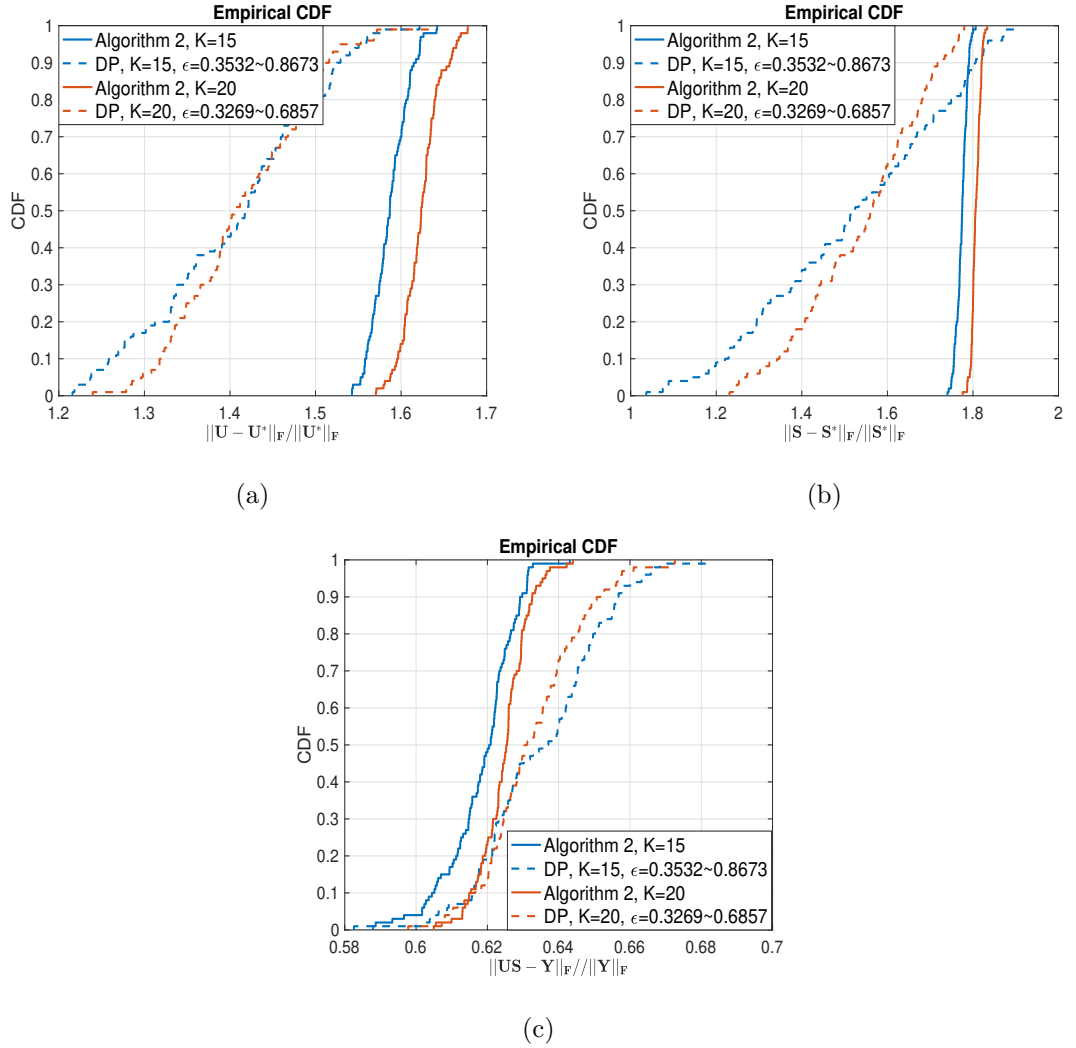 Empirical CDF
Algorithm 2, K=15
DP, K=15, ϵ=0.3532~0.8673
Algorithm 2, K=20
DP, K=20, ϵ=0.3269~0.6857
CDF
1
0.9
0.8
0.7
0.6
0.5
0.4
0.3
0.2
0.1
0
1.2 1.3 1.4 1.5 1.6 1.7
||U − U*||F/||U*||F
(a)
Empirical CDF
Algorithm 2, K=15
DP, K=15, ϵ=0.3532~0.8673
Algorithm 2, K=20
DP, K=20, ϵ=0.3269~0.6857
CDF
1
0.9
0.8
0.7
0.6
0.5
0.4
0.3
0.2
0.1
0
1 1.2 1.4 1.6 1.8 2
||S − S*||F/||S*||F
(b)
Empirical CDF
CDF
1
0.9
0.8
0.7
0.6
0.5
0.4
0.3
0.2
0.1
0
Algorithm 2, K=15
DP, K=15, ϵ=0.3532~0.8673
Algorithm 2, K=20
DP, K=20, ϵ=0.3269~0.6857
0.58 0.6 0.62 0.64 0.66 0.68 0.7
||US − Y||F//||Y||F
(c)